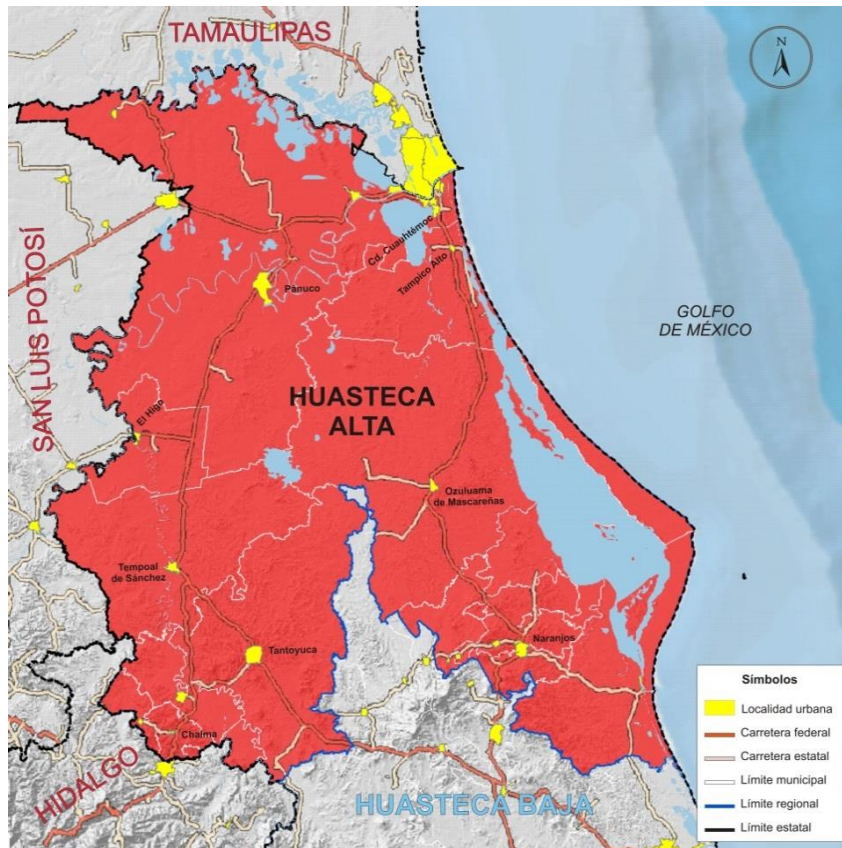 TAMAULIPAS
N
SAN LUIS POTOSÍ
Cd. Cuauhtémoc
Tampico Alto
Pánuco
GOLFO
DE MÉXICO
HUASTECA
ALTA
El Higo
Ozuluama
de Mascareñas
Tempoal
de Sánchez
Naranjos
Tantoyuca
Chalma
HIDALGO
HUASTECA BAJA
Símbolos
Localidad urbana
Carretera federal
Carretera estatal
Límite municipal
Límite regional
Límite estatal